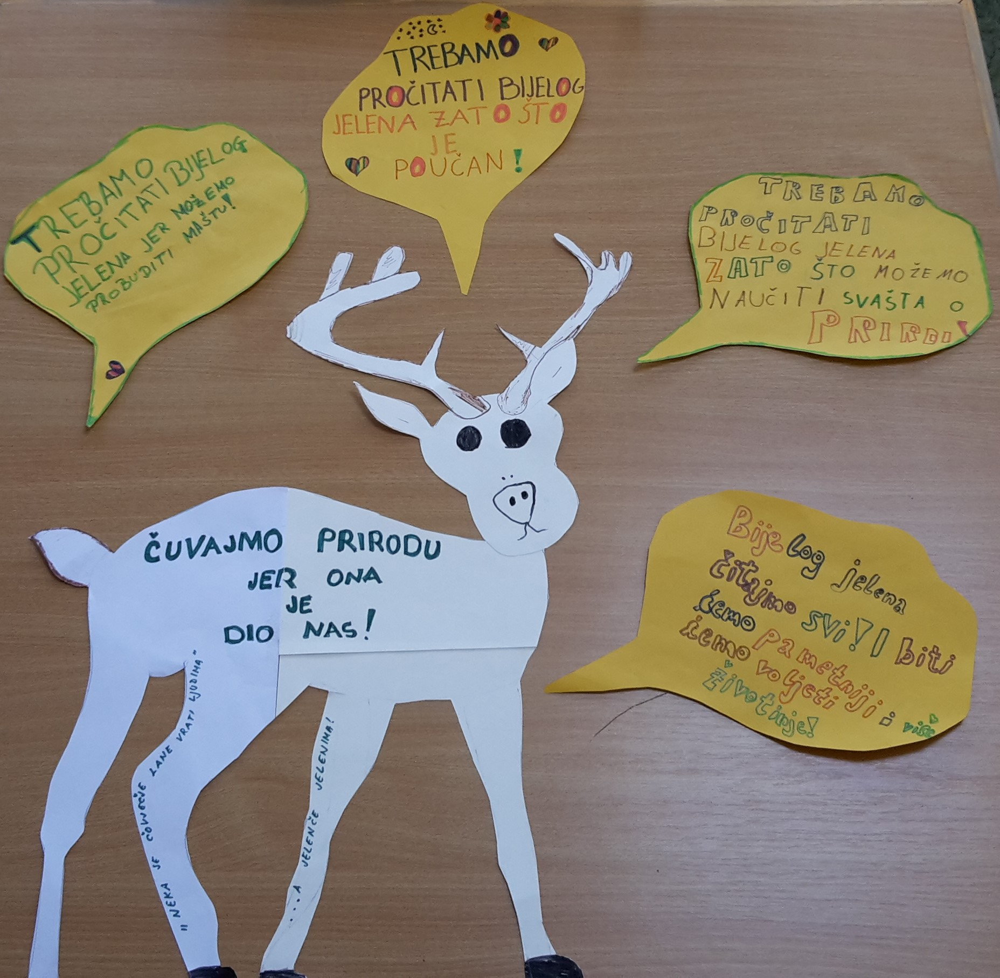 TREBAMO
PROČITATI BIJELOG
JELENA JER MOŽEMO
PROBUDITI MAŠTU!
TREBAMO
PROČITATI BIJELOG
JELENA ZATO ŠTO
JE
POUČAN!
TREBAMO
PROČITATI
BIJELOG JELENA
ZATO ŠTO MOŽEMO
NAUČITI SVAŠTA O
PRIRDI!
ČUVAJMO PRIRODU
JER ONA
JE
DIO NAS!
Bijelog jelena
čitajmo svi! I biti
ćemo pametniji i više
ćemo voljeti
životinje!
"NEKA SE ČOVJEČJE LANE VRATI LJUDIMA"
...A JELENČE JELENIMA!